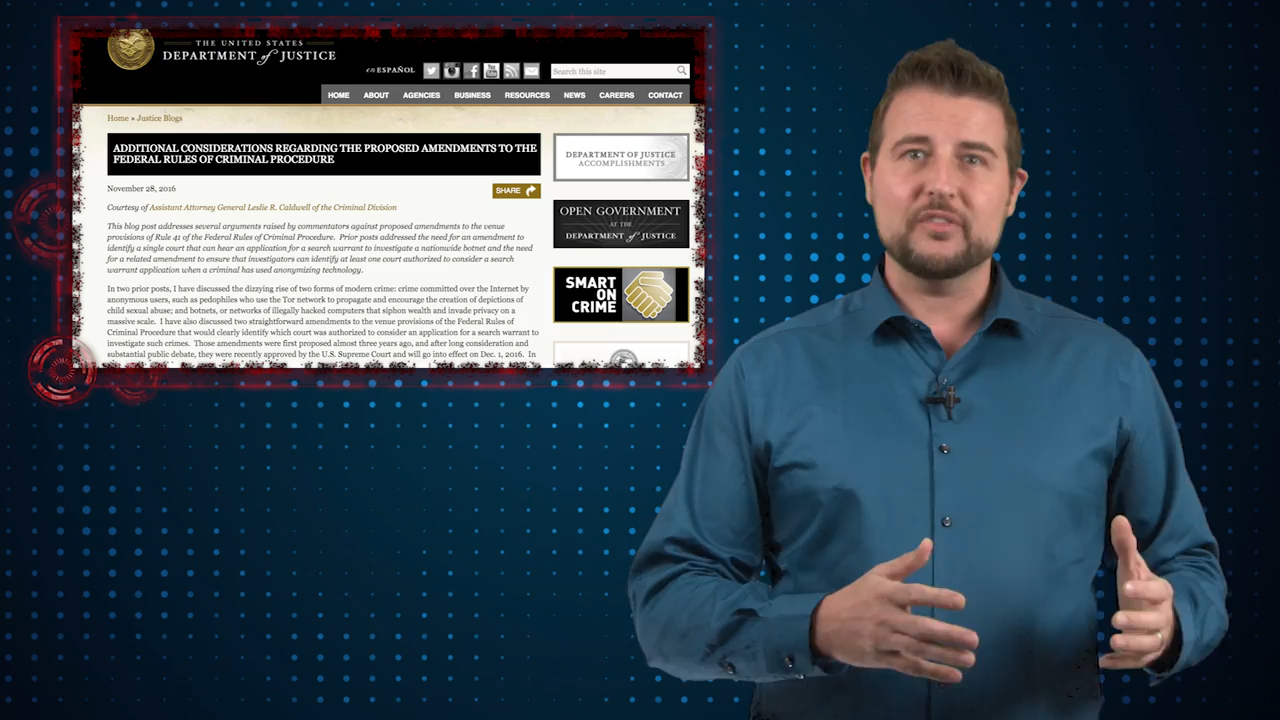 THE UNITED STATES
DEPARTMENT of JUSTICE
en ESPAÑOL
Search this site
HOME ABOUT AGENCIES BUSINESS RESOURCES NEWS CAREERS CONTACT
Home » Justice Blogs
ADDITIONAL CONSIDERATIONS REGARDING THE PROPOSED AMENDMENTS TO THE
FEDERAL RULES OF CRIMINAL PROCEDURE
November 28, 2016
SHARE
Courtesy of Assistant Attorney General Leslie R. Caldwell of the Criminal Division
This blog post addresses several arguments raised by commentators against proposed amendments to the venue
provisions of Rule 41 of the Federal Rules of Criminal Procedure. Prior posts addressed the need for an amendment to
identify a single court that can hear an application for a search warrant to investigate a nationwide botnet and the need
for a related amendment to ensure that investigators can identify at least one court authorized to consider a search
warrant application when a criminal has used anonymizing technology.
In two prior posts, I have discussed the dizzying rise of two forms of modern crime: crime committed over the Internet by
anonymous users, such as pedophiles who use the Tor network to propagate and encourage the creation of depictions of
child sexual abuse; and botnets, or networks of illegally hacked computers that siphon wealth and invade privacy on a
massive scale. I have also discussed two straightforward amendments to the venue provisions of the Federal Rules of
Criminal Procedure that would clearly identify which court was authorized to consider an application for a search warrant to
investigate such crimes. Those amendments were first proposed almost three years ago, and after long consideration and
substantial public debate, they were recently approved by the U.S. Supreme Court and will go into effect on Dec. 1, 2016. In
DEPARTMENT OF JUSTICE
ACCOMPLISHMENTS
OPEN GOVERNMENT
AT THE
DEPARTMENT of JUSTICE
SMART
ON
CRIME